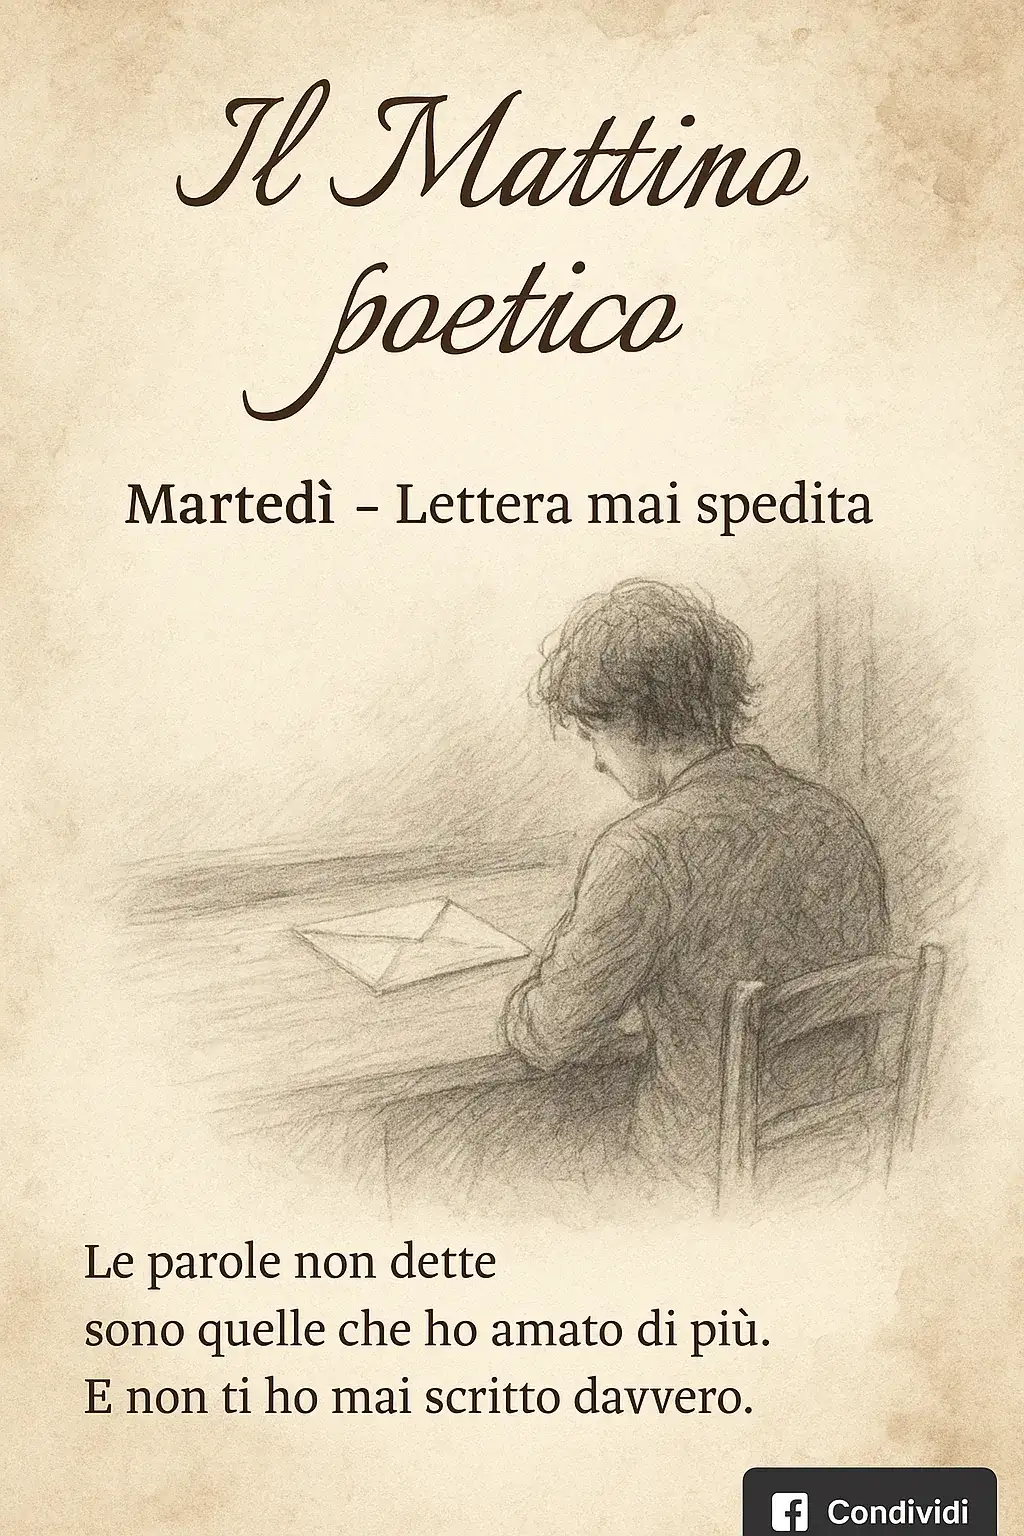 Il Mattino
poetico
Martedì – Lettera mai spedita
Le parole non dette
sono quelle che ho amato di più.
E non ti ho mai scritto davvero.
Condividi